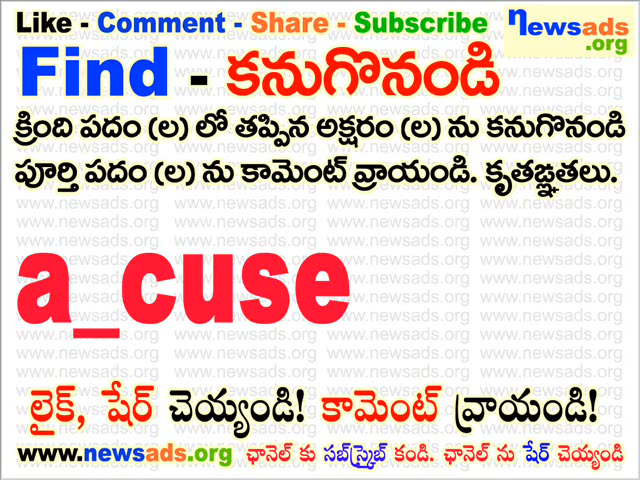 Like - Comment - Share - Subscribe
newsads
.org
Find - కనుగొనండి
క్రింది పదం (ల) లో తప్పిన అక్షరం (ల) ను కనుగొనండి
పూర్తి పదం (ల) ను కామెంట్ వ్రాయండి. కృతజ్ఞతలు.
a_cuse
లైక్, షేర్ చెయ్యండి! కామెంట్ వ్రాయండి!
www.newsads.org ఛానెల్ కు సబ్‌స్క్రైబ్ కండి. ఛానెల్ ను షేర్ చెయ్యండి